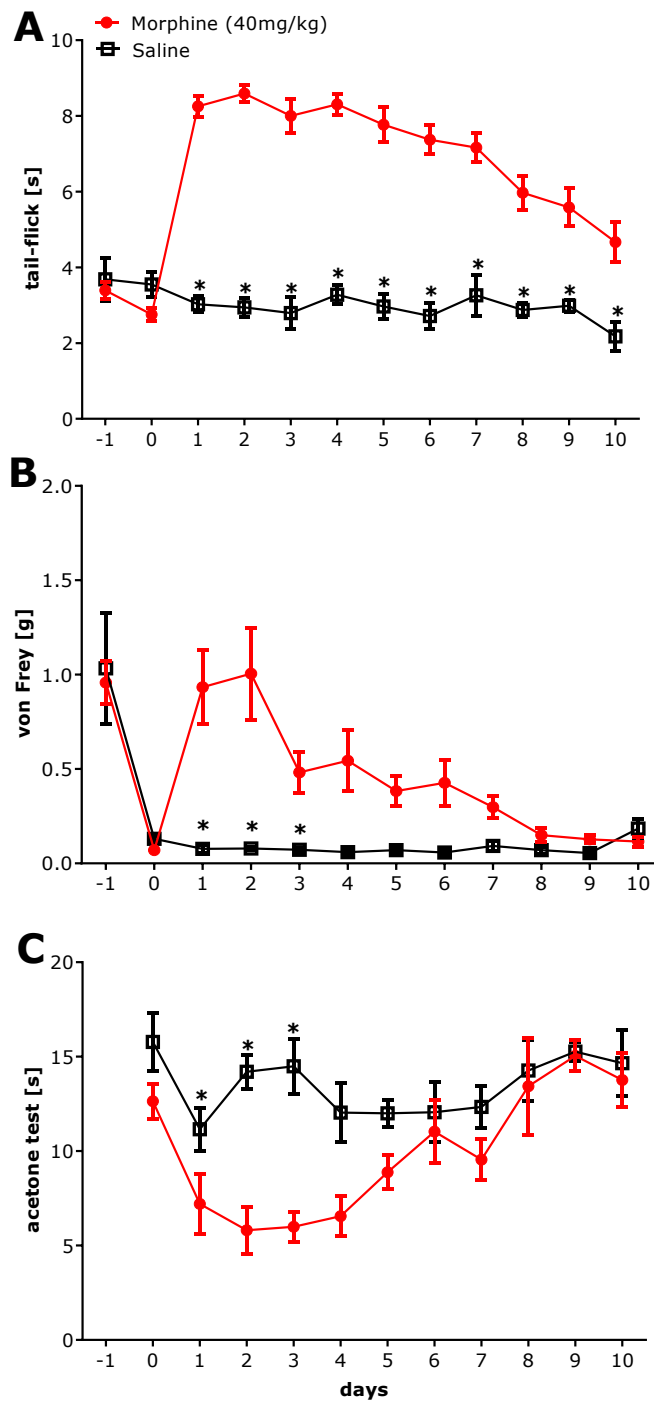 A
Morphine (40mg/kg)
Saline
10
8
6
4
2
0
tail-flick [s]
* * * * * * * * * *
-1 0 1 2 3 4 5 6 7 8 9 10
B
2.0
1.5
1.0
0.5
0.0
von Frey [g]
* * *
-1 0 1 2 3 4 5 6 7 8 9 10
C
20
15
10
5
0
acetone test [s]
* * *
-1 0 1 2 3 4 5 6 7 8 9 10
days